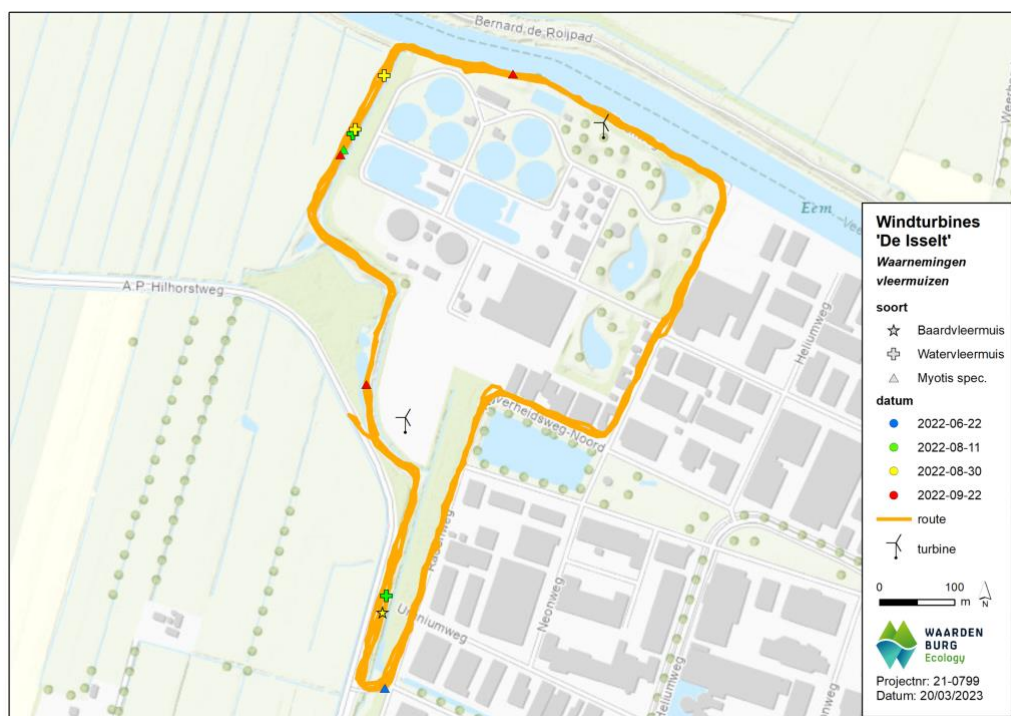 Bernard de Roijpad
Eem
A.P. Hilhorstweg
Heliumweg
Nijverheidsweg-Noord
Neonweg
Uraniumweg
Heliumweg
Windturbines
'De Isselt'
Waarnemingen
vleermuizen
soort
Baardvleermuis
Watervleermuis
Myotis spec.
datum
2022-06-22
2022-08-11
2022-08-30
2022-09-22
route
turbine
0 100
m
N
WAARDEN
BURG
Ecology
Projectnr: 21-0799
Datum: 20/03/2023